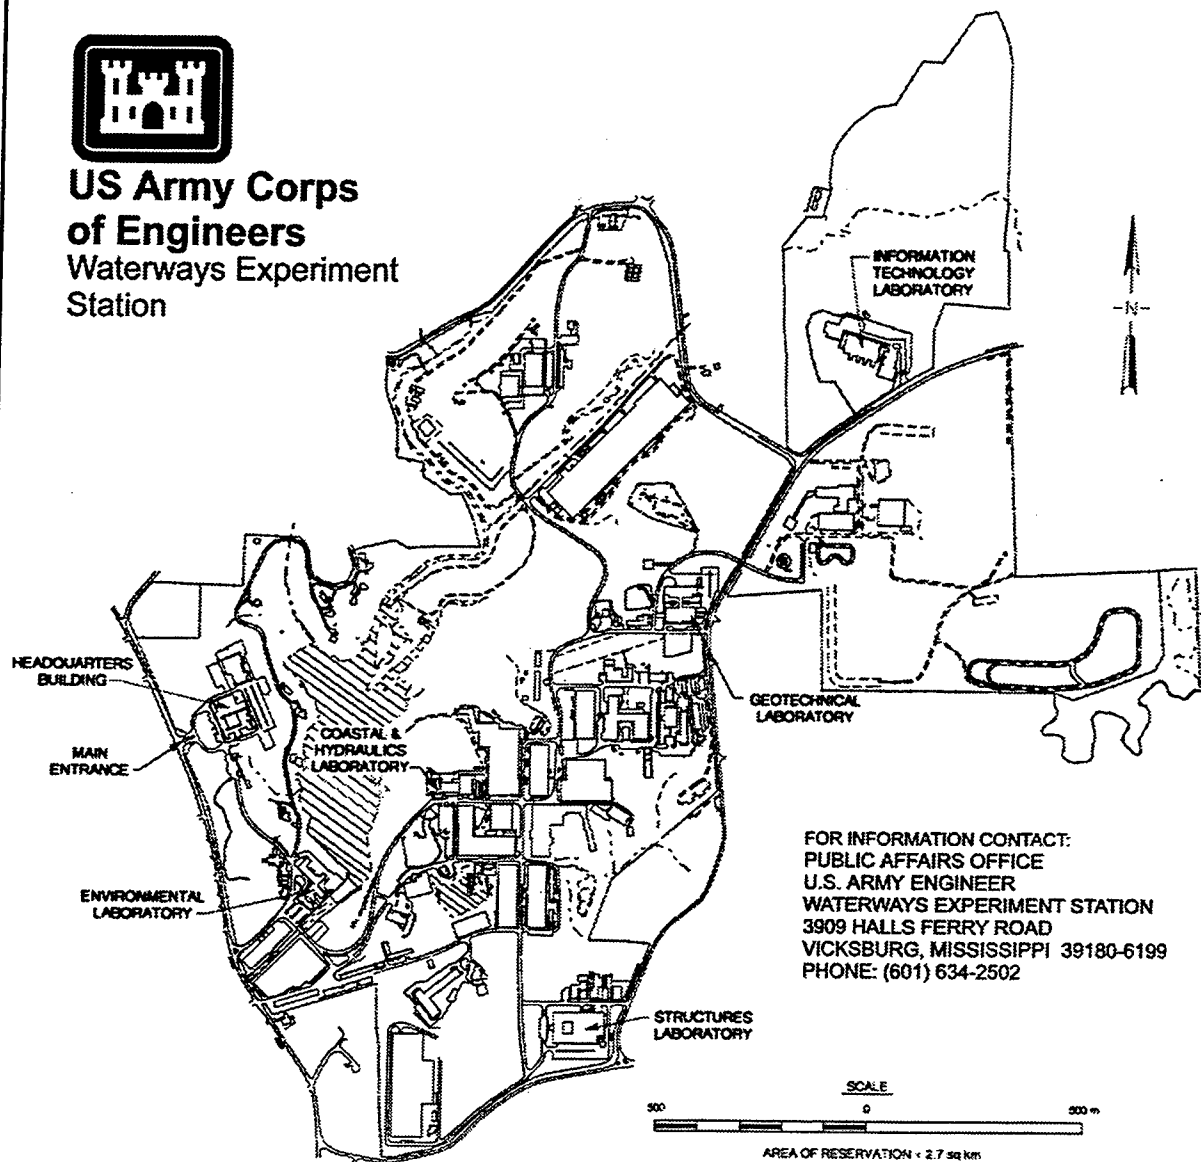 US Army Corps
of Engineers
Waterways Experiment
Station
INFORMATION
TECHNOLOGY
LABORATORY
N
HEADQUARTERS
BUILDING
MAIN
ENTRANCE
COASTAL &
HYDRAULICS
LABORATORY
GEOTECHNICAL
LABORATORY
ENVIRONMENTAL
LABORATORY
STRUCTURES
LABORATORY
FOR INFORMATION CONTACT:
PUBLIC AFFAIRS OFFICE
U.S. ARMY ENGINEER
WATERWAYS EXPERIMENT STATION
3909 HALLS FERRY ROAD
VICKSBURG, MISSISSIPPI 39180-6199
PHONE: (601) 634-2502
SCALE
500 0 500 m
AREA OF RESERVATION = 2.7 sq km